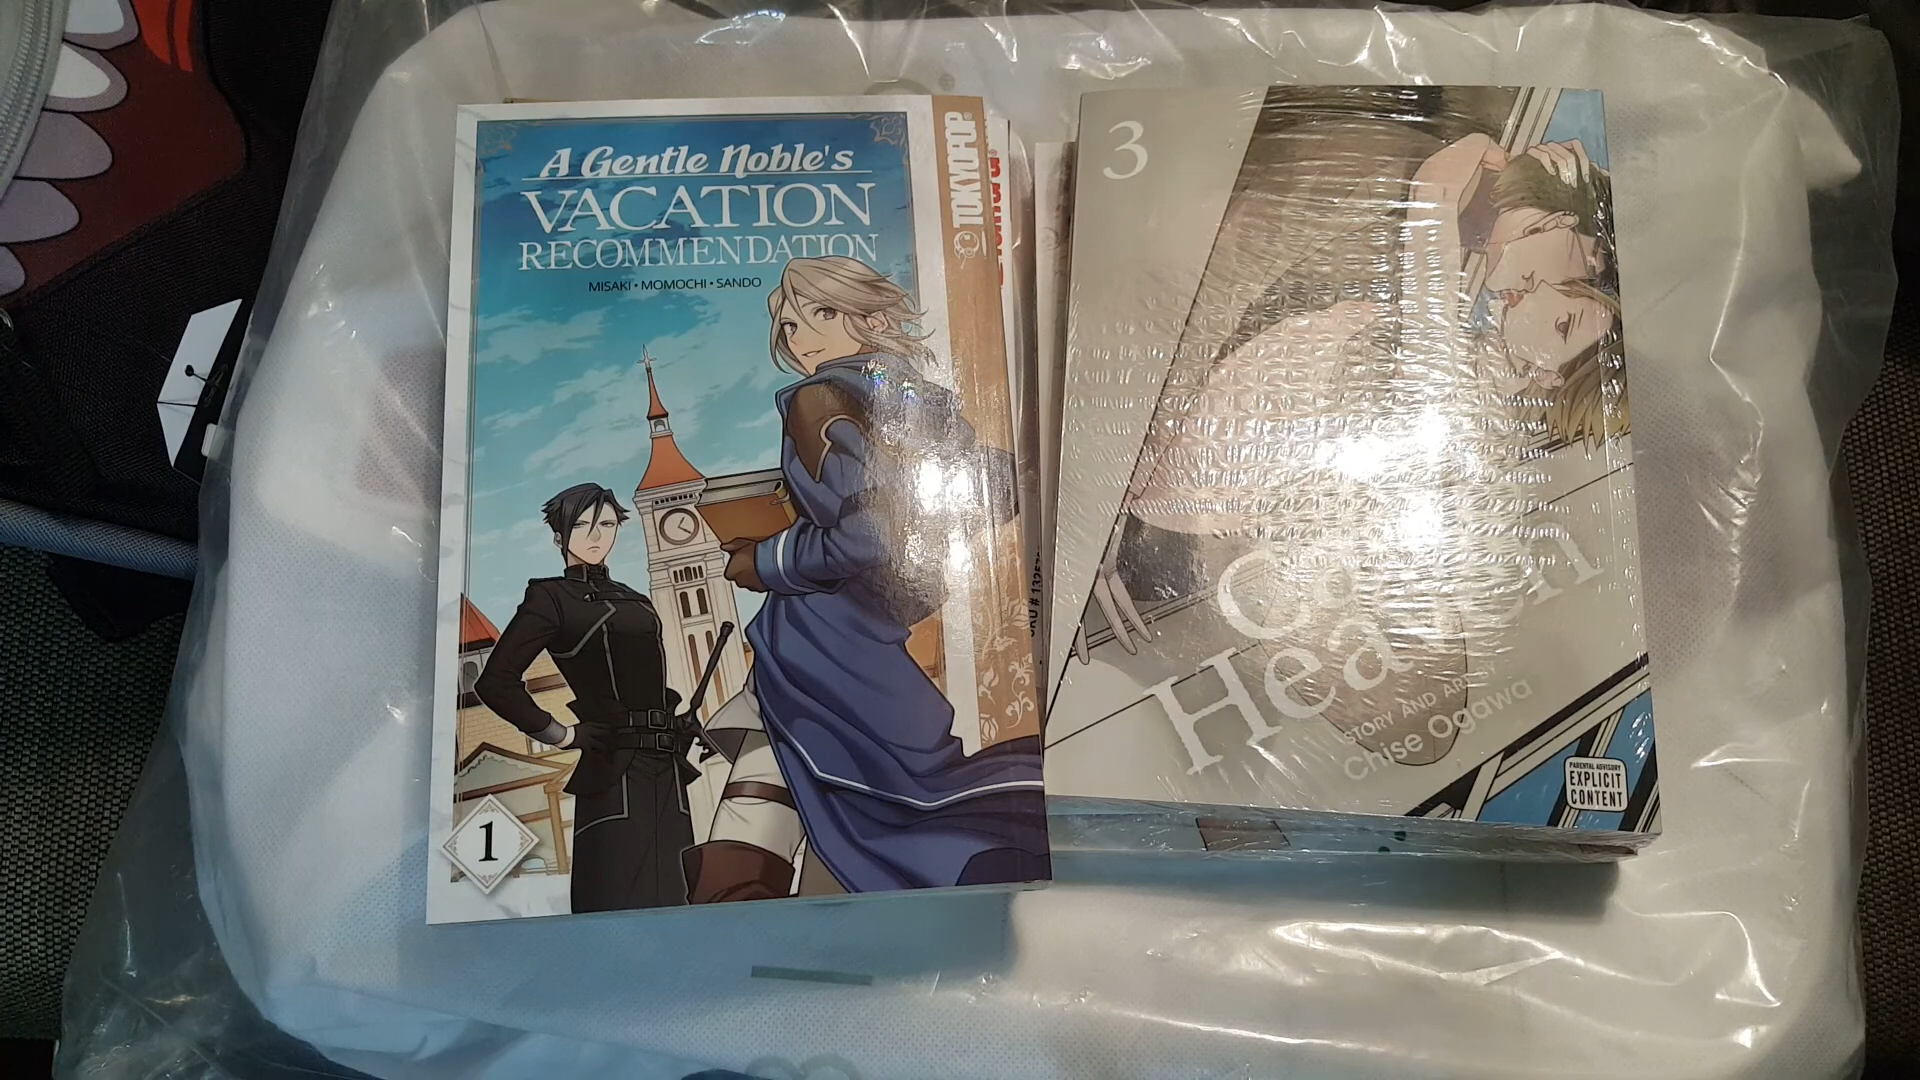 A Gentle Noble's
VACATION
RECOMMENDATION
MISAKI • MOMOCHI • SANDO
TOKYOPOP®
1
3
Heaven
STORY AND ART
Chise Ogawa
PARENTAL ADVISORY
EXPLICIT
CONTENT